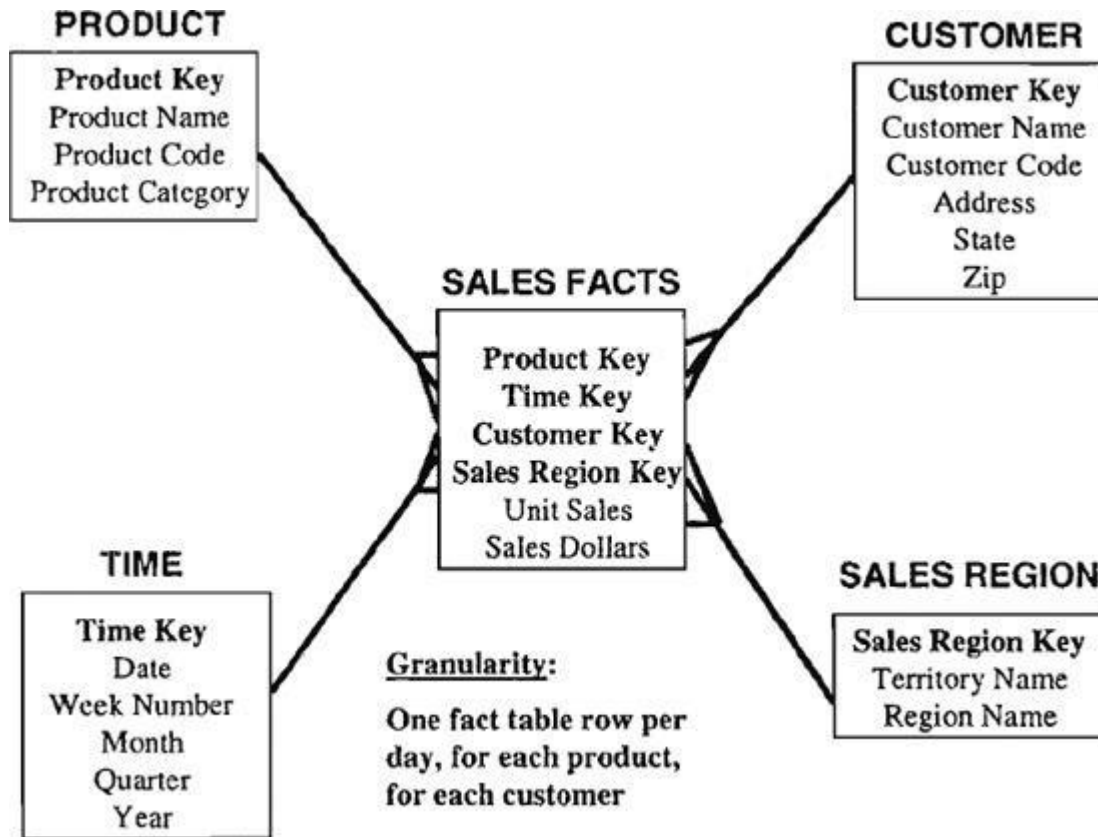 PRODUCT
Product Key
Product Name
Product Code
Product Category
CUSTOMER
Customer Key
Customer Name
Customer Code
Address
State
Zip
SALES FACTS
Product Key
Time Key
Customer Key
Sales Region Key
Unit Sales
Sales Dollars
TIME
Time Key
Date
Week Number
Month
Quarter
Year
Granularity:
One fact table row per
day, for each product,
for each customer
SALES REGION
Sales Region Key
Territory Name
Region Name